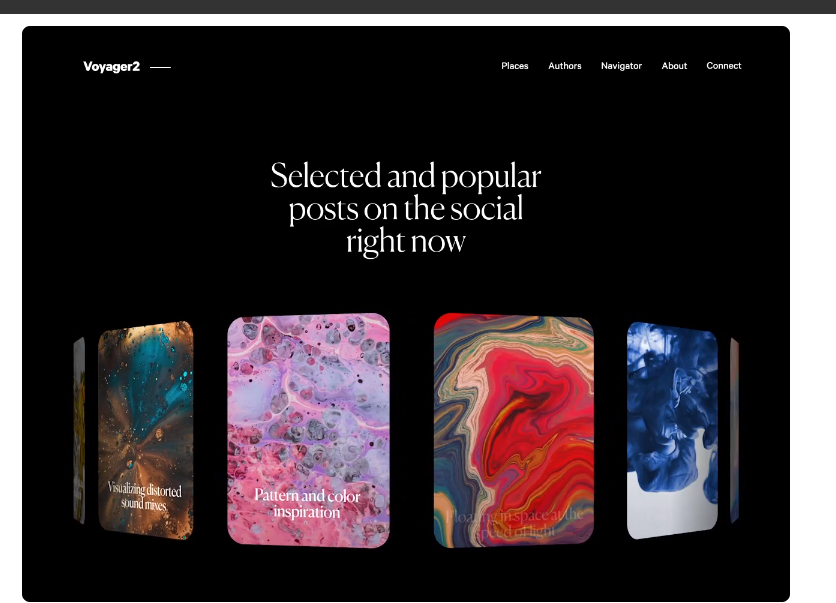 Voyager2
Places
Authors
Navigator
About
Connect
Selected and popular
posts on the social
right now
Visualizing distorted
sound mixes
Pattern and color
inspiration
Floating in space at the
speed of light